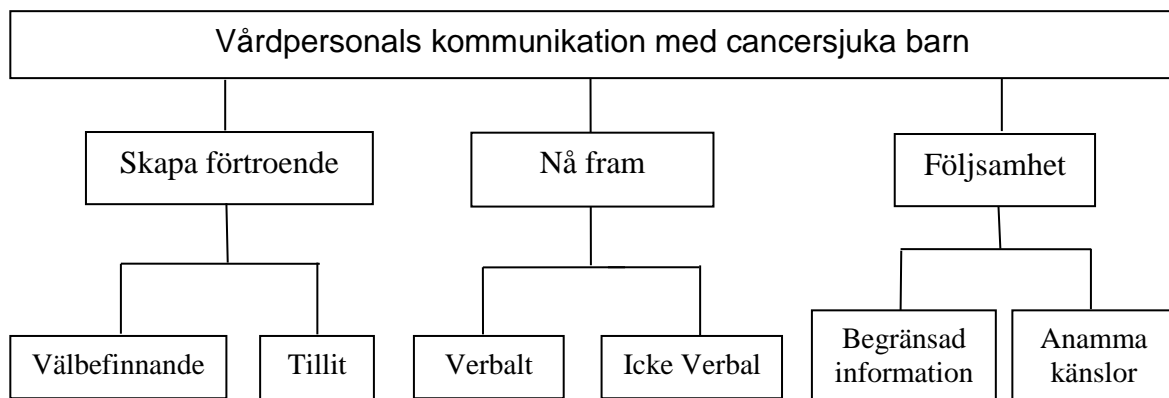 Vårdpersonals kommunikation med cancersjuka barn
Skapa förtroende
Nå fram
Följsamhet
Välbefinnande
Tillit
Verbalt
Icke Verbal
Begränsad
information
Anamma
känslor